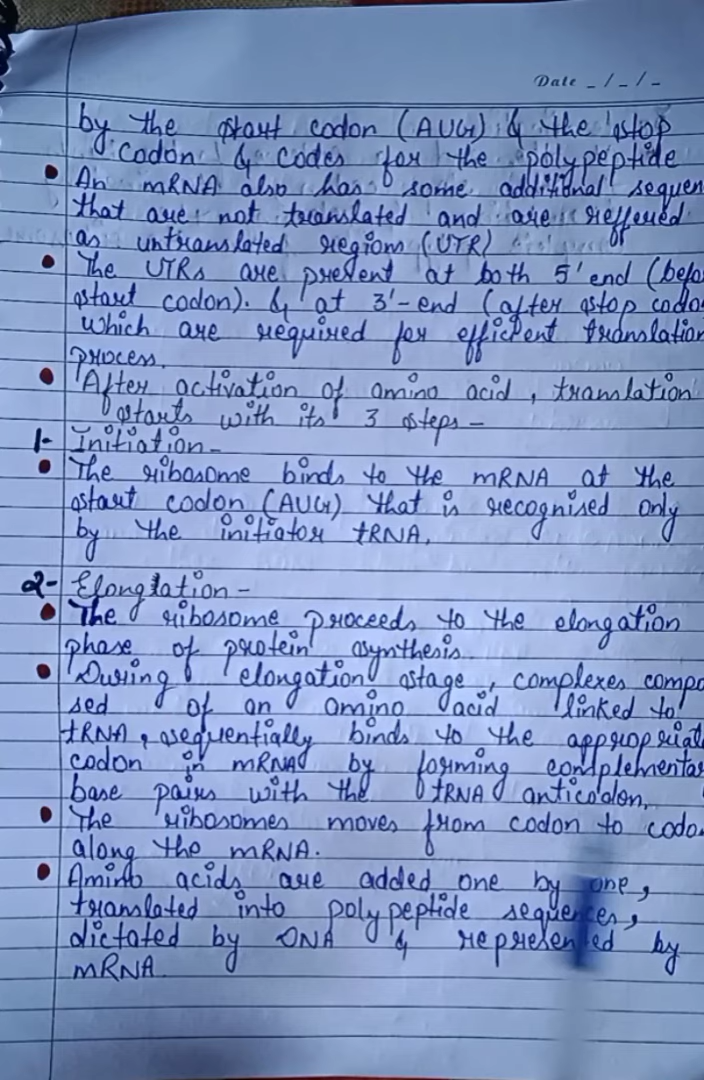 Date _/_/_
by the start codon (AUG) & the stop
codon & codes for the polypeptide
• An mRNA also has some additional sequen
that are not translated and are reffered
as untranslated regions (UTR)
• The UTRs are present at both 5' end (befo
start codon). & at 3'-end (after stop codo
which are required for efficient translation
process.
• After activation of amino acid, translation
starts with its 3 steps -
1- Initiation -
• The ribosome binds to the mRNA at the
start codon (AUG) that is recognised only
by the initiator tRNA.
2- Elongtation -
• The ribosome proceeds to the elongation
phase of protein synthesis.
• During elongation stage, complexes compo
sed of an amino acid linked to
tRNA, sequentially binds to the appropriat
codon in mRNA by forming complementar
base pairs with the tRNA anticodon.
• The ribosomes moves from codon to codo
along the mRNA.
• Amino acids are added one by one,
translated into polypeptide sequences,
dictated by DNA & represented by
mRNA